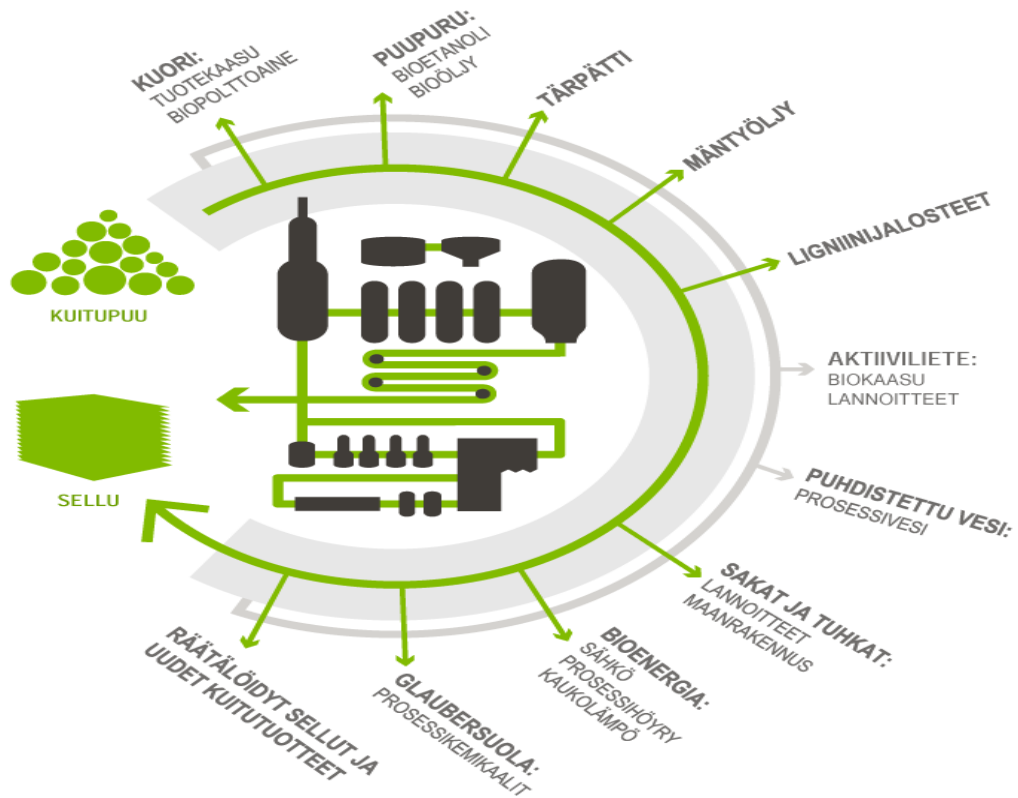 KUORI:
TUOTEKAASU
BIOPOLTTOAINE
PUUPURU:
BIOETANOLI
BIOÖLJY
TÄRPÄTTI
MÄNTYÖLJY
LIGNIINIJALOSTEET
AKTIIVILIETE:
BIOKAASU
LANNOITTEET
PUHDISTETTU VESI:
PROSESSIVESI
SAKAT JA TUHKAT:
LANNOITTEET
MAANRAKENNUS
BIOENERGIA:
SÄHKÖ
PROSESSIHÖYRY
KAUKOLÄMPÖ
GLAUBERSUOLA:
PROSESSIKEMIKAALIT
RÄÄTÄLÖIDYT SELLUT JA
UUDET KUITUTUOTTEET
KUITUPUU
SELLU